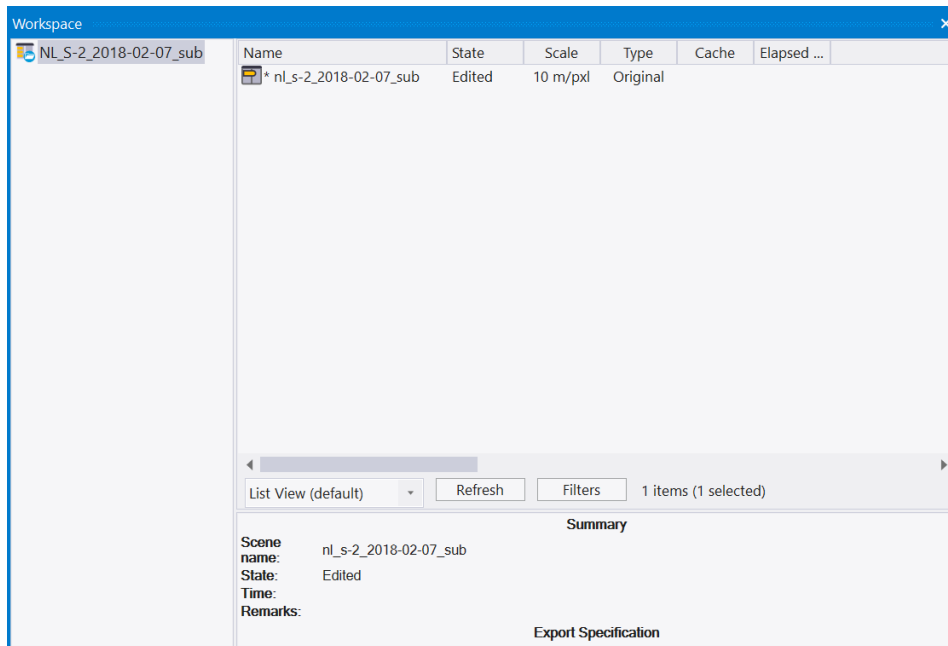 Workspace
NL_S-2_2018-02-07_sub
Name State Scale Type Cache Elapsed ...
* nl_s-2_2018-02-07_sub Edited 10 m/pxl Original
List View (default) Refresh Filters 1 items (1 selected)
Summary
Scene name: nl_s-2_2018-02-07_sub
State: Edited
Time:
Remarks:
Export Specification